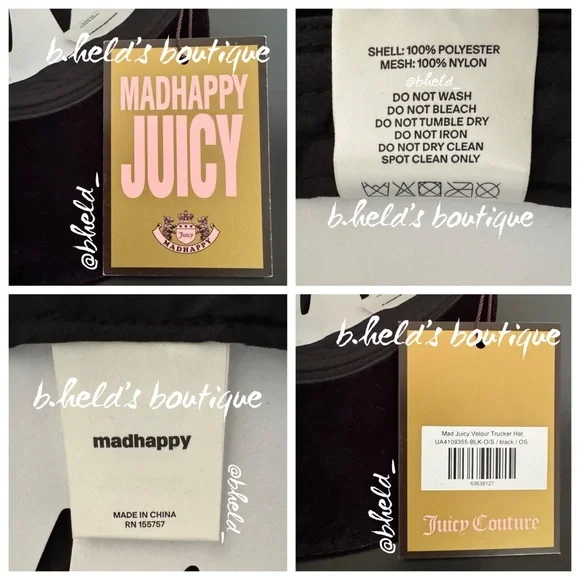 b.held's boutique
MADHAPPY
JUICY
Juicy
MADHAPPY
@bheld_
SHELL: 100% POLYESTER
MESH: 100% NYLON
@bheld_
DO NOT WASH
DO NOT BLEACH
DO NOT TUMBLE DRY
DO NOT IRON
DO NOT DRY CLEAN
SPOT CLEAN ONLY
b.held's boutique
b.held's boutique
madhappy
MADE IN CHINA
RN 155757
@bheld_
b.held's boutique
Mad Juicy Velour Trucker Hat
UA4109355-BLK-O/S / black / OS
63638127
Juicy Couture
@bheld_